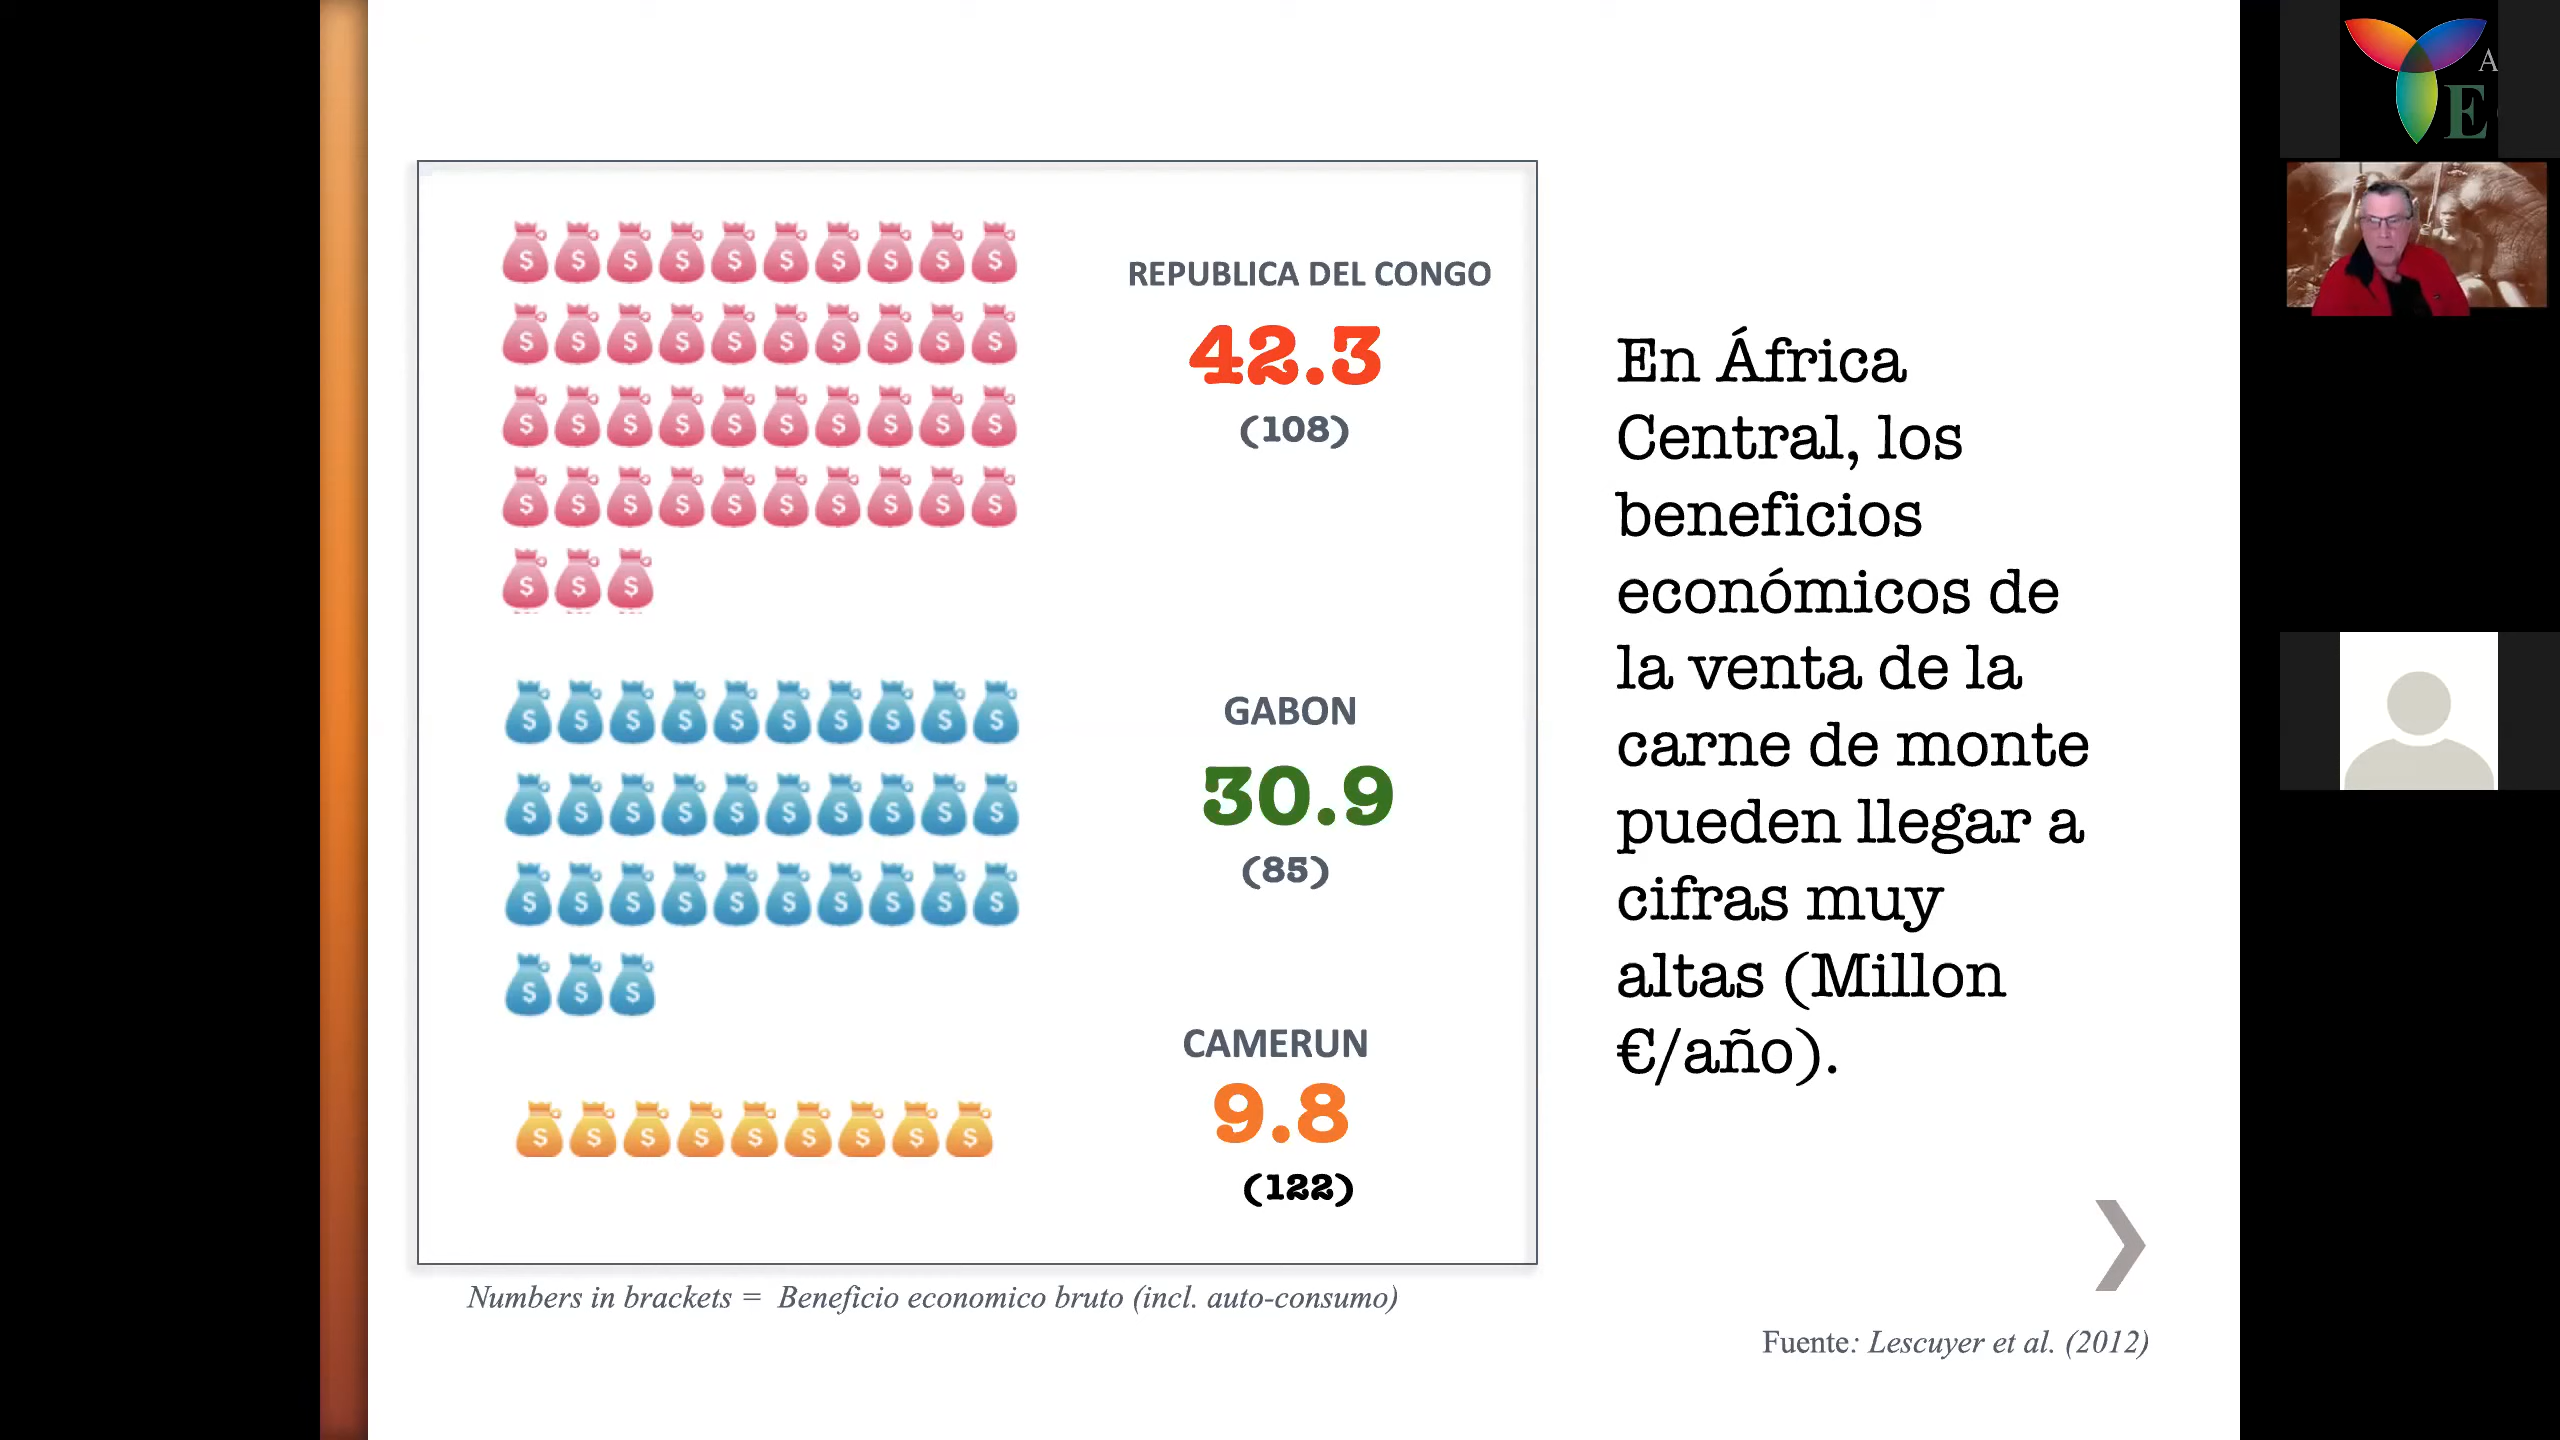 REPUBLICA DEL CONGO
42.3
(108)
GABON
30.9
(85)
CAMERUN
9.8
(122)
Numbers in brackets = Beneficio economico bruto (incl. auto-consumo)
En África
Central, los
beneficios
económicos de
la venta de la
carne de monte
pueden llegar a
cifras muy
altas (Millon
€/año).
Fuente: Lescuyer et al. (2012)
A
E